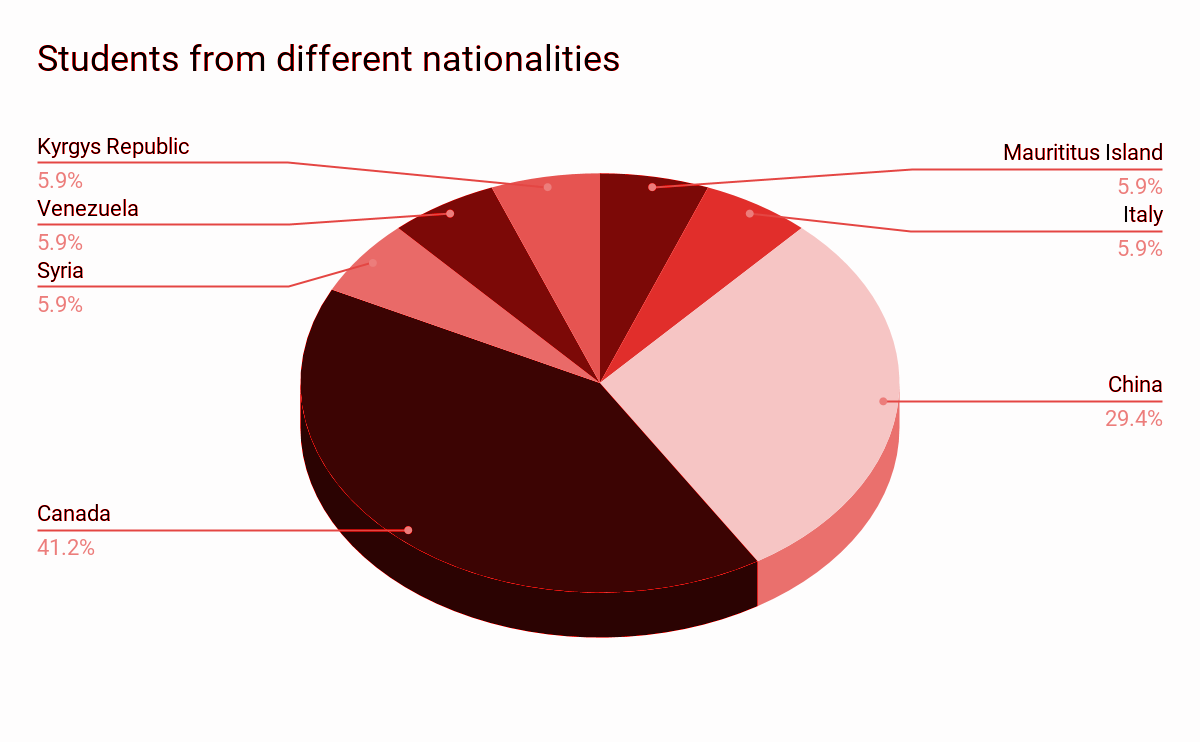 Students from different nationalities
Kyrgys Republic
5.9%
Venezuela
5.9%
Syria
5.9%
Canada
41.2%
Maurititus Island
5.9%
Italy
5.9%
China
29.4%